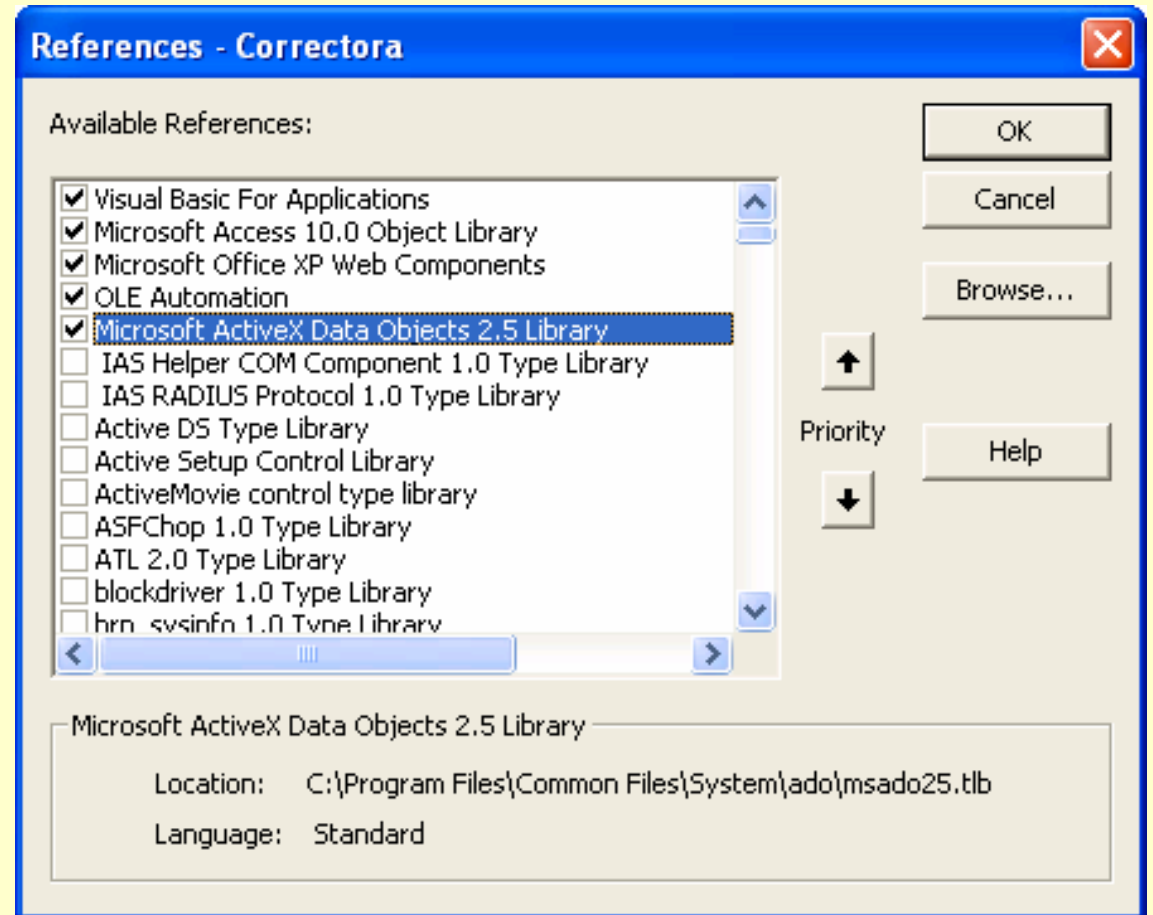 References - Correctora
Available References:
OK
Visual Basic For Applications
Cancel
Microsoft Access 10.0 Object Library
Microsoft Office XP Web Components
Browse...
OLE Automation
Microsoft ActiveX Data Objects 2.5 Library
IAS Helper COM Component 1.0 Type Library
IAS RADIUS Protocol 1.0 Type Library
Active DS Type Library
Priority
Active Setup Control Library
Help
ActiveMovie control type library
ASFChop 1.0 Type Library
ATL 2.0 Type Library
blockdriver 1.0 Type Library
1.0 Type Library
Microsoft ActiveX Data Objects 2.5 Library
Location: C:\Program Files\Common Files\System\ado\msado25.tlb
Language: Standard